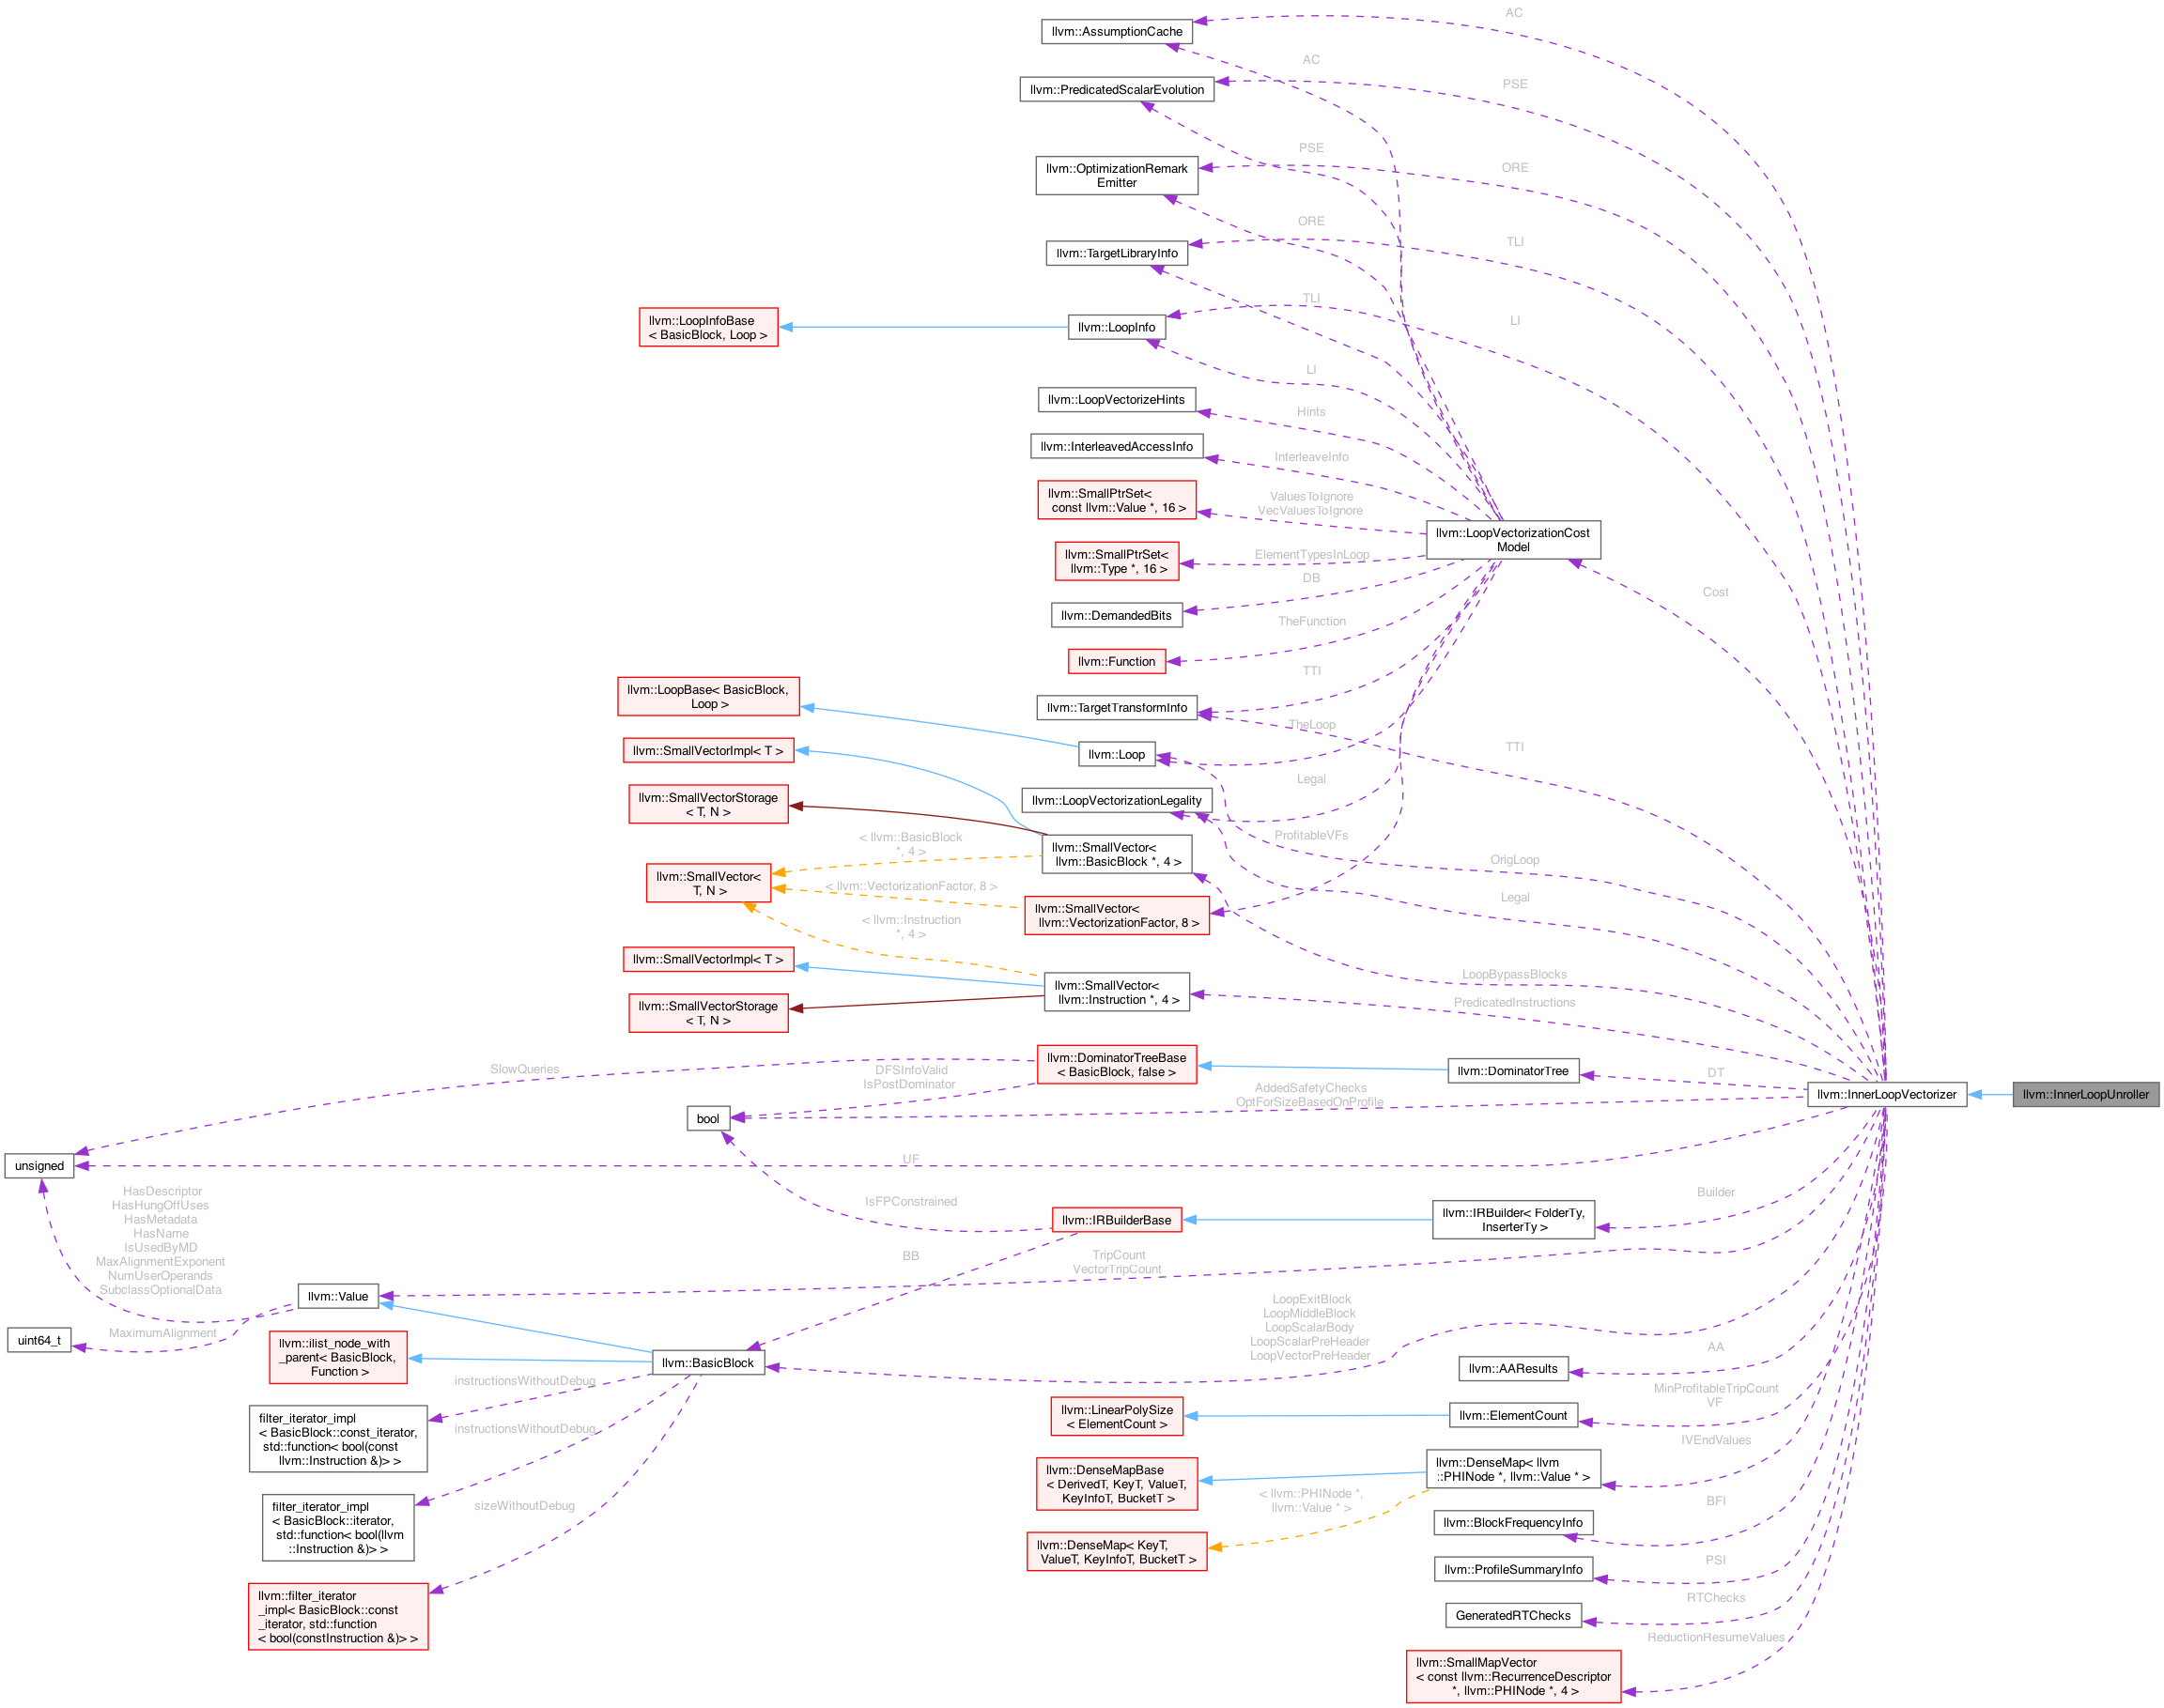 AC
llvm::AssumptionCache
AC
PSE
llvm::PredicatedScalarEvolution
PSE
ORE
llvm::OptimizationRemark
Emitter
ORE
TLI
llvm::TargetLibraryInfo
TLI
LI
llvm::LoopInfoBase
< BasicBlock, Loop >
llvm::LoopInfo
LI
llvm::LoopVectorizeHints
Hints
llvm::InterleavedAccessInfo
InterleaveInfo
llvm::SmallPtrSet<
const llvm::Value *, 16 >
ValuesToIgnore
VecValuesToIgnore
llvm::LoopVectorizationCost
Model
llvm::SmallPtrSet<
llvm::Type *, 16 >
ElementTypesInLoop
DB
llvm::DemandedBits
Cost
TheFunction
llvm::Function
TTI
llvm::LoopBase< BasicBlock,
Loop >
llvm::TargetTransformInfo
TheLoop
TTI
llvm::SmallVectorImpl< T >
llvm::Loop
Legal
llvm::SmallVectorStorage
< T, N >
llvm::LoopVectorizationLegality
ProfitableVFs
< llvm::BasicBlock
*, 4 >
llvm::SmallVector<
llvm::BasicBlock *, 4 >
OrigLoop
llvm::SmallVector<
T, N >
< llvm::VectorizationFactor, 8 >
Legal
llvm::SmallVector<
llvm::VectorizationFactor, 8 >
< llvm::Instruction
*, 4 >
llvm::SmallVectorImpl< T >
LoopBypassBlocks
llvm::SmallVector<
llvm::Instruction *, 4 >
PredicatedInstructions
llvm::SmallVectorStorage
< T, N >
SlowQueries
llvm::DominatorTreeBase
< BasicBlock, false >
DFSInfoValid
IsPostDominator
llvm::DominatorTree
DT
AddedSafetyChecks
OptForSizeBasedOnProfile
llvm::InnerLoopVectorizer
llvm::InnerLoopUnroller
bool
unsigned
UF
HasDescriptor
HasHungOffUses
HasMetadata
HasName
IsUsedByMD
MaxAlignmentExponent
NumUserOperands
SubclassOptionalData
IsFPConstrained
llvm::IRBuilderBase
llvm::IRBuilder< FolderTy,
InserterTy >
Builder
BB
TripCount
VectorTripCount
llvm::Value
uint64_t
MaximumAlignment
llvm::ilist_node_with
_parent< BasicBlock,
Function >
llvm::BasicBlock
LoopExitBlock
LoopMiddleBlock
LoopScalarBody
LoopScalarPreHeader
LoopVectorPreHeader
AA
llvm::AAResults
instructionsWithoutDebug
filter_iterator_impl
< BasicBlock::const_iterator,
std::function< bool(const
llvm::Instruction &)> >
instructionsWithoutDebug
llvm::LinearPolySize
< ElementCount >
llvm::ElementCount
MinProfitableTripCount
VF
IVEndValues
llvm::DenseMapBase
< DerivedT, KeyT, ValueT,
KeyInfoT, BucketT >
llvm::DenseMap< llvm
::PHINode *, llvm::Value * >
< llvm::PHINode *,
llvm::Value * >
filter_iterator_impl
< BasicBlock::iterator,
std::function< bool(llvm
::Instruction &)> >
sizeWithoutDebug
BFI
llvm::BlockFrequencyInfo
llvm::DenseMap< KeyT,
ValueT, KeyInfoT, BucketT >
PSI
llvm::ProfileSummaryInfo
llvm::filter_iterator
_impl< BasicBlock::const
_iterator, std::function
< bool(constInstruction &)> >
RTChecks
GeneratedRTChecks
ReductionResumeValues
llvm::SmallMapVector
< const llvm::RecurrenceDescriptor
*, llvm::PHINode *, 4 >